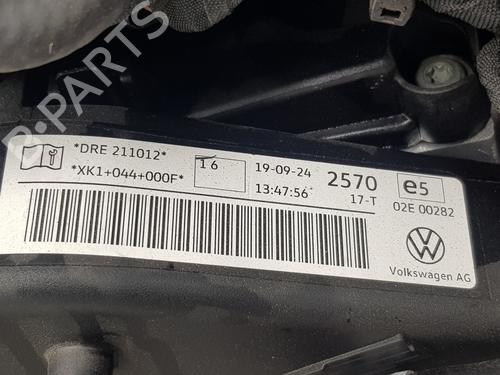 B-PARTS
*DRE 211012*
*XK1+044+000F*
16
19-09-24
13:47:56
2570
17-T
e5
02E 00282
Volkswagen AG